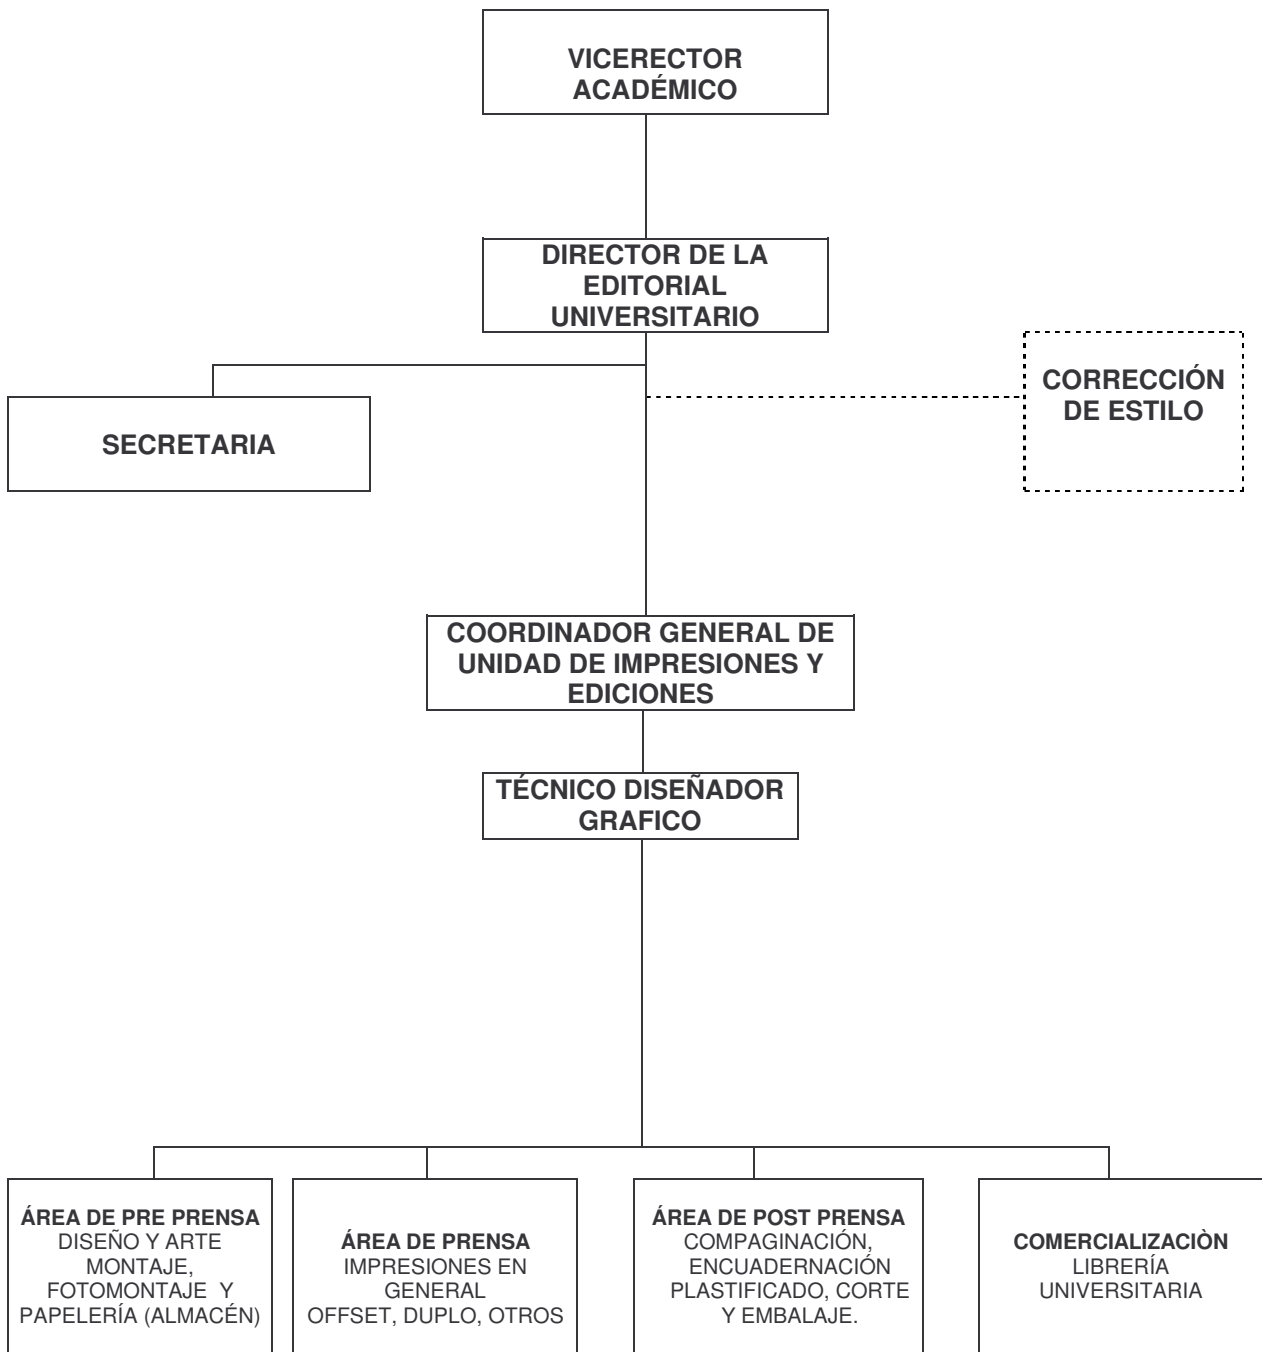 VICERECTOR
ACADÉMICO
DIRECTOR DE LA
EDITORIAL
UNIVERSITARIO
CORRECCIÓN
DE ESTILO
SECRETARIA
COORDINADOR GENERAL DE
UNIDAD DE IMPRESIONES Y
EDICIONES
TÉCNICO DISEÑADOR
GRAFICO
ÁREA DE PRE PRENSA
DISEÑO Y ARTE
MONTAJE,
FOTOMONTAJE Y
PAPELERÍA (ALMACÉN)
ÁREA DE PRENSA
IMPRESIONES EN
GENERAL
OFFSET, DUPLO, OTROS
ÁREA DE POST PRENSA
COMPAGINACIÓN,
ENCUADERNACIÓN
PLASTIFICADO, CORTE
Y EMBALAJE.
COMERCIALIZACIÒN
LIBRERÍA
UNIVERSITARIA